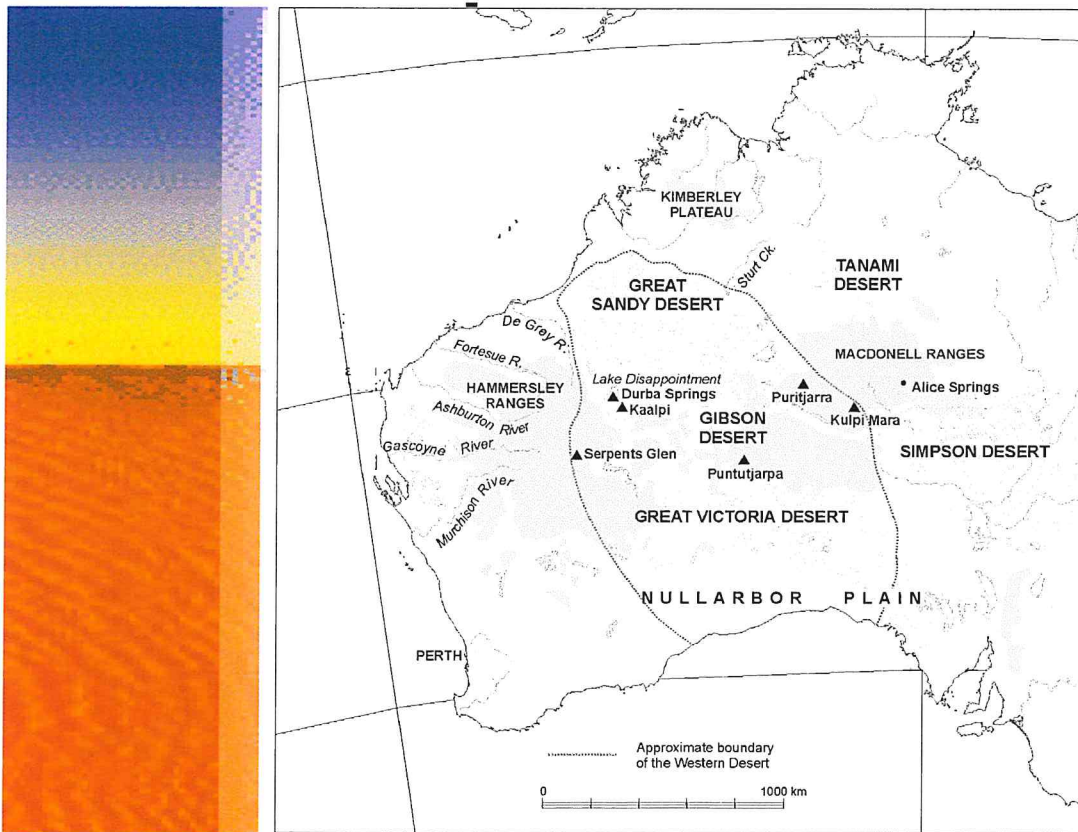 KIMBERLEY
PLATEAU
Sturt Ck.
TANAMI
DESERT
GREAT
SANDY DESERT
De Grey R.
Fortesue R.
MACDONELL RANGES
HAMMERSLEY
RANGES
Lake Disappointment
Durba Springs
Kaalpi
Puritjarra
Alice Springs
Ashburton River
Kulpi Mara
GIBSON
DESERT
Gascoyne River
Serpents Glen
SIMPSON DESERT
Puntutjarpa
Murchison River
GREAT VICTORIA DESERT
NULLARBOR PLAIN
PERTH
Approximate boundary
of the Western Desert
0 1000 km